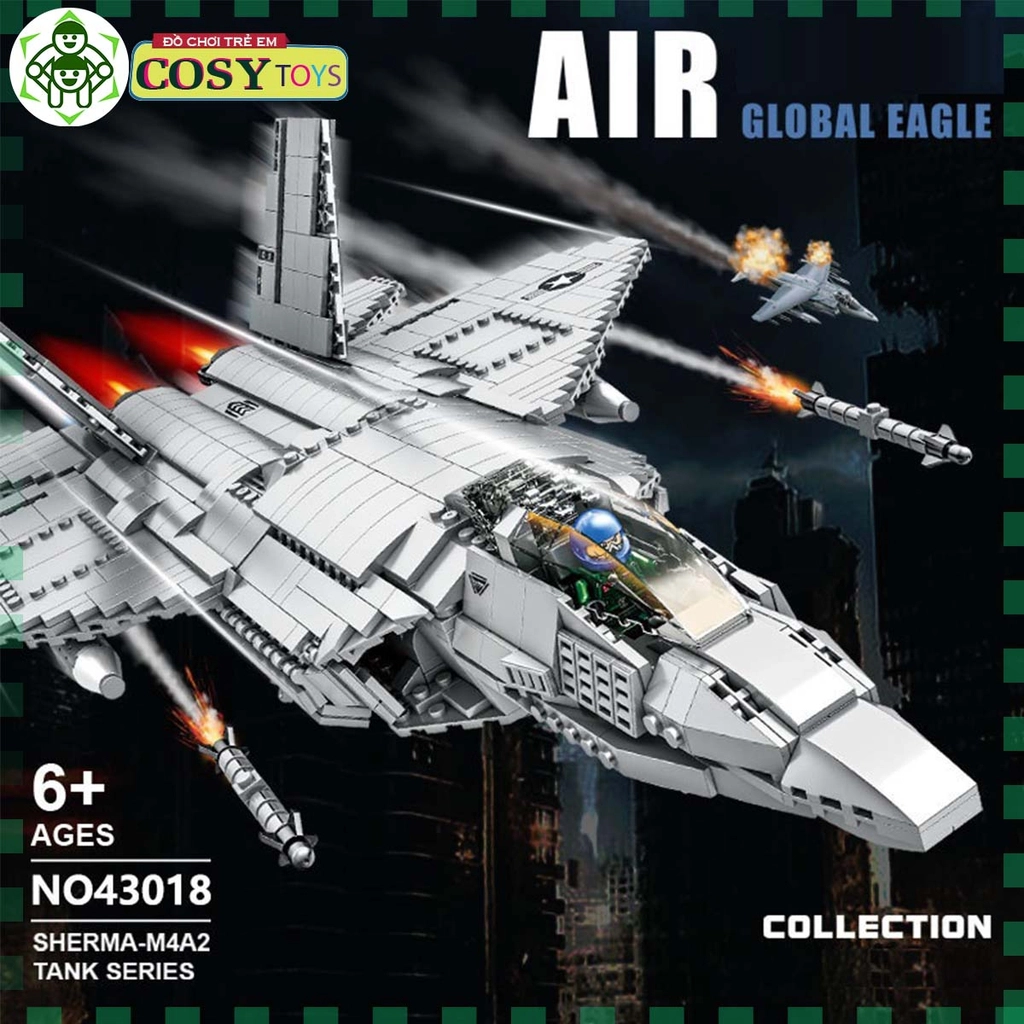 ĐỒ CHƠI TRẺ EM
COSY TOYS
AIR GLOBAL EAGLE
6+
AGES
NO43018
SHERMA-M4A2
TANK SERIES
COLLECTION